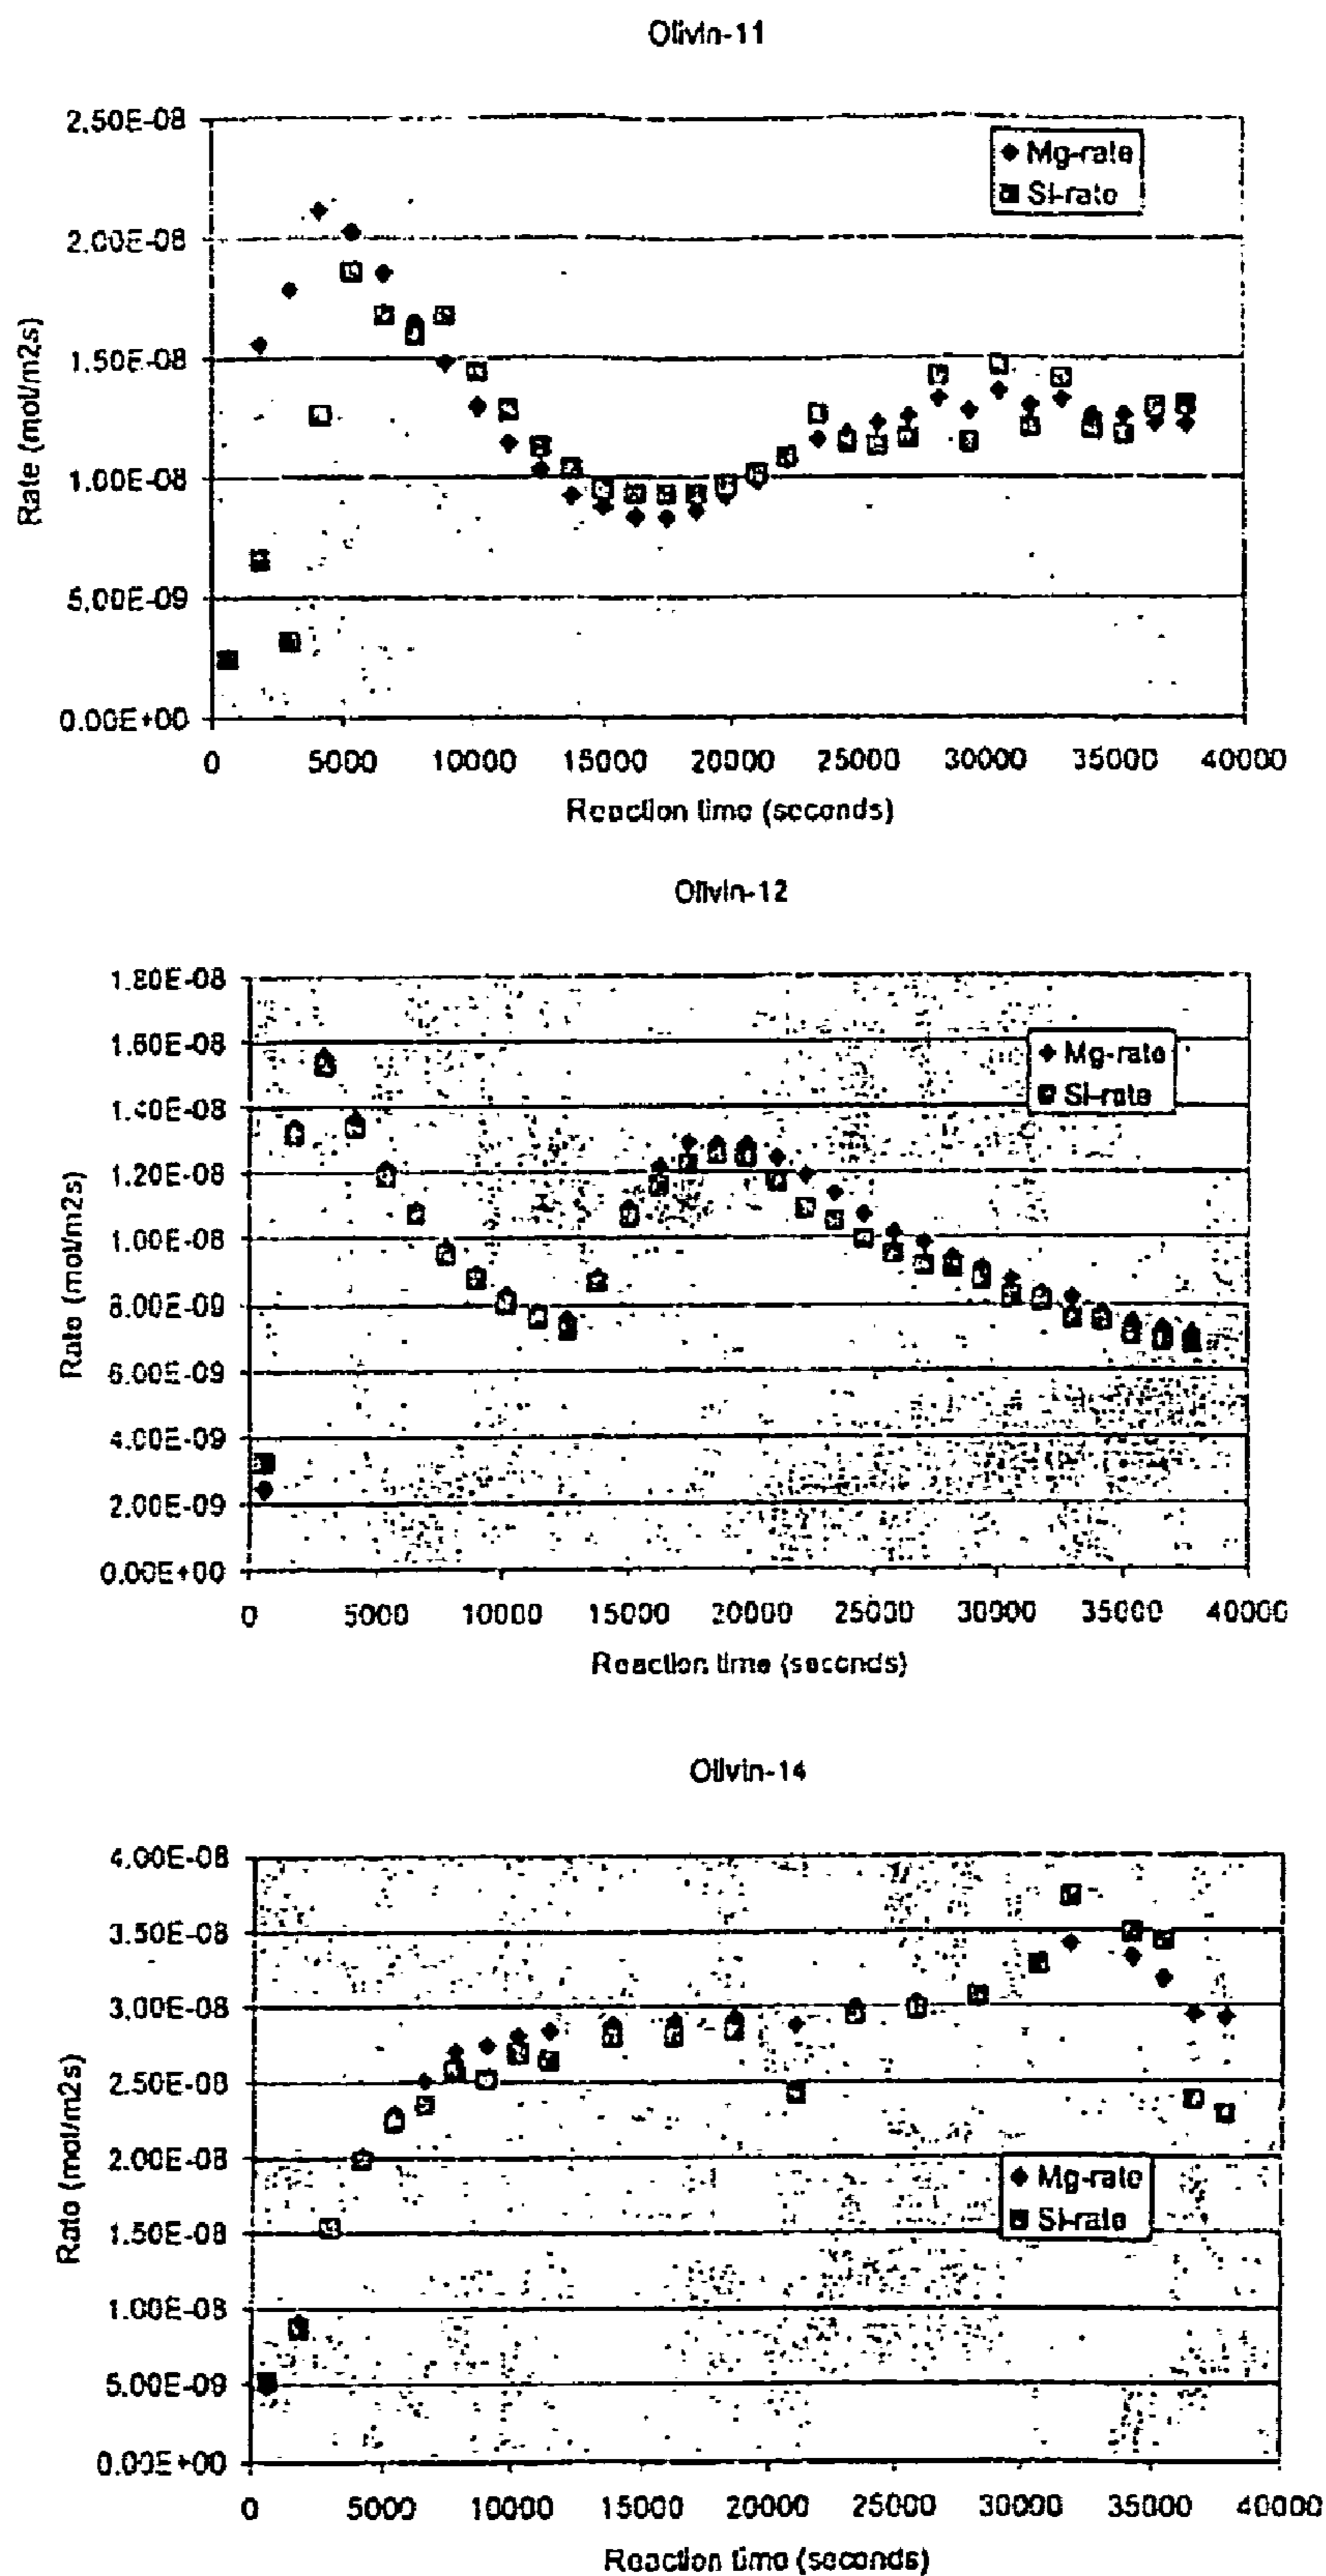 Olivin-11
2.50E-08
2.00E-08
1.50E-08
1.00E-08
5.00E-09
0.00E+00
Rate (mol/m2s)
Mg-rate
Si-rate
0 5000 10000 15000 20000 25000 30000 35000 40000
Reaction time (seconds)
Olivin-12
1.80E-08
1.60E-08
1.40E-08
1.20E-08
1.00E-08
8.00E-09
6.00E-09
4.00E-09
2.00E-09
0.00E+00
Rate (mol/m2s)
Mg-rate
Si-rate
0 5000 10000 15000 20000 25000 30000 35000 40000
Reaction time (seconds)
Olivin-14
4.00E-08
3.50E-08
3.00E-08
2.50E-08
2.00E-08
1.50E-08
1.00E-08
5.00E-09
0.00E+00
Rate (mol/m2s)
Mg-rate
Si-rate
0 5000 10000 15000 20000 25000 30000 35000 40000
Reaction time (seconds)